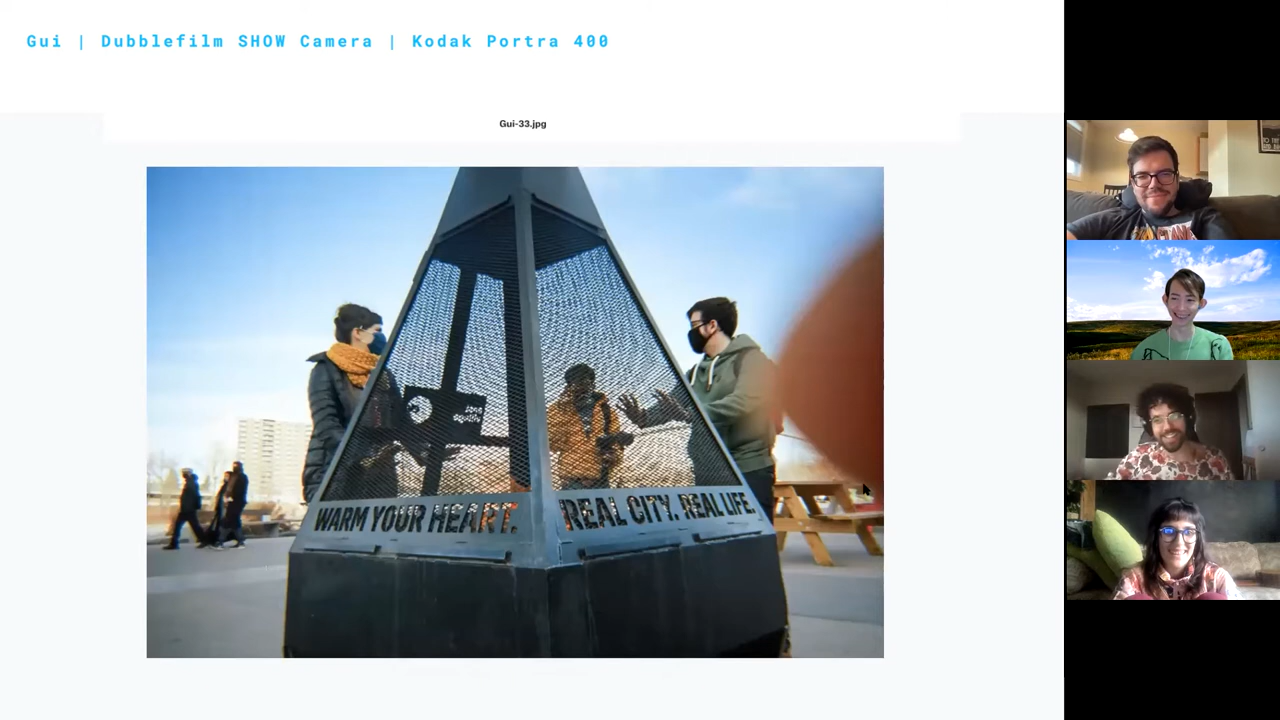 Gui | Dubblefilm SHOW Camera | Kodak Portra 400
Gui-33.jpg
WARM YOUR HEART.
REAL CITY. REAL LIFE.